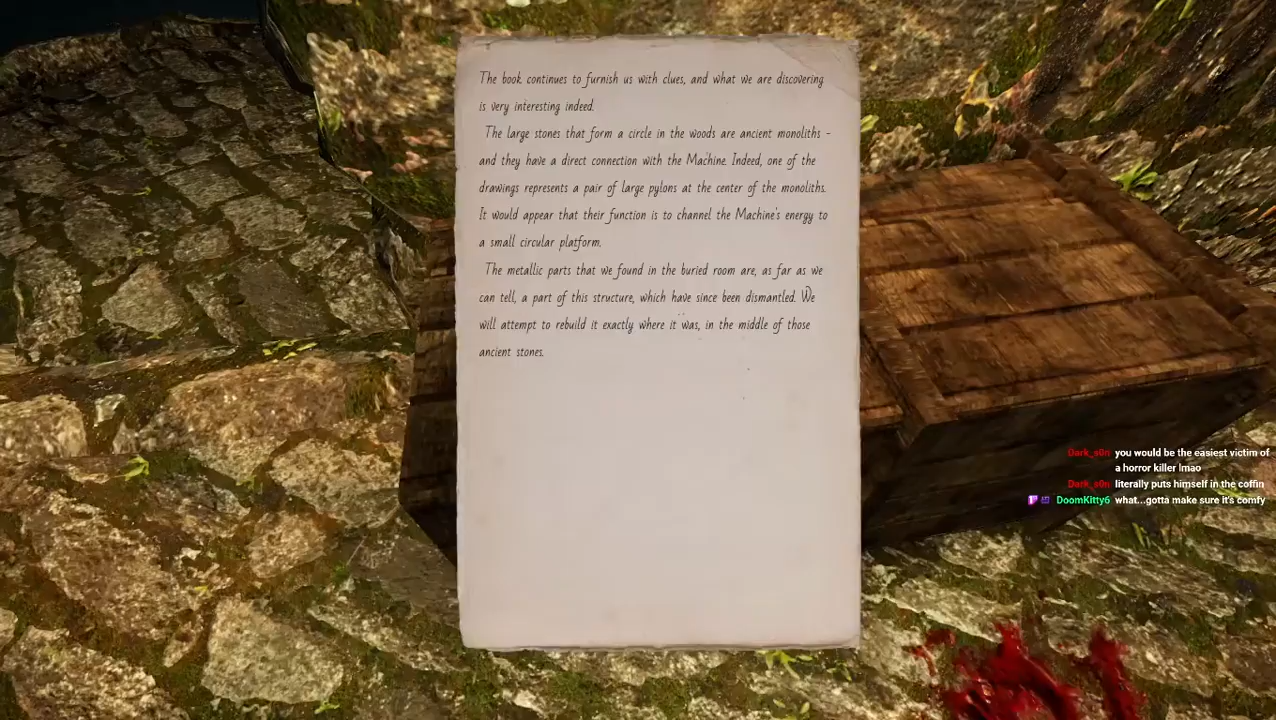 The book continues to furnish us with clues, and what we are discovering
is very interesting indeed.
The large stones that form a circle in the woods are ancient monoliths -
and they have a direct connection with the Machine. Indeed, one of the
drawings represents a pair of large pylons at the center of the monoliths.
It would appear that their function is to channel the Machine's energy to
a small circular platform.
The metallic parts that we found in the buried room are, as far as we
can tell, a part of this structure, which have since been dismantled. We
will attempt to rebuild it exactly where it was, in the middle of those
ancient stones.
Dark_s0n you would be the easiest victim of
a horror killer lmao
Dark_s0n literally puts himself in the coffin
DoomKitty6 what...gotta make sure it's comfy